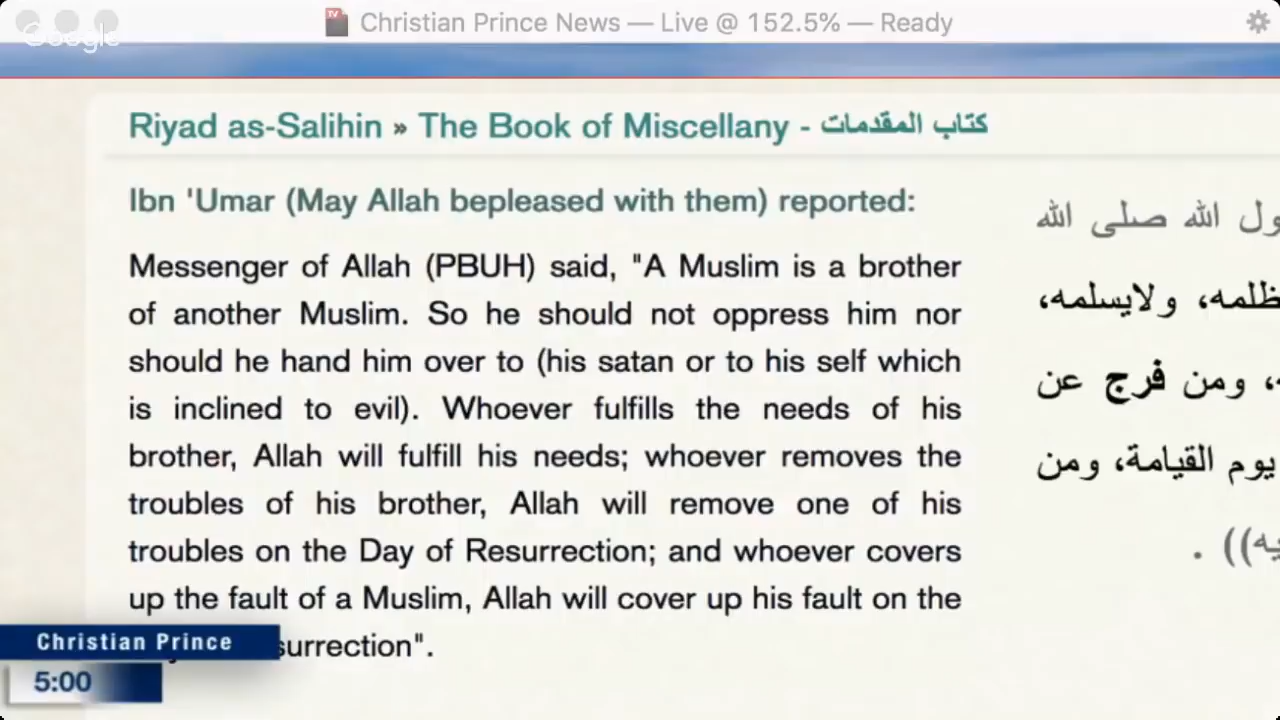 Christian Prince News — Live @ 152.5% — Ready
Google
Riyad as-Salihin » The Book of Miscellany - كتاب المقدمات
Ibn 'Umar (May Allah bepleased with them) reported:
Messenger of Allah (PBUH) said, "A Muslim is a brother
of another Muslim. So he should not oppress him nor
should he hand him over to (his satan or to his self which
is inclined to evil). Whoever fulfills the needs of his
brother, Allah will fulfill his needs; whoever removes the
troubles of his brother, Allah will remove one of his
troubles on the Day of Resurrection; and whoever covers
up the fault of a Muslim, Allah will cover up his fault on the
surrection".
الله صلى الله
ظلمه، ولايسلمه،
، ومن فرج عن
يوم القيامة، ومن
)) .
Christian Prince
5:00